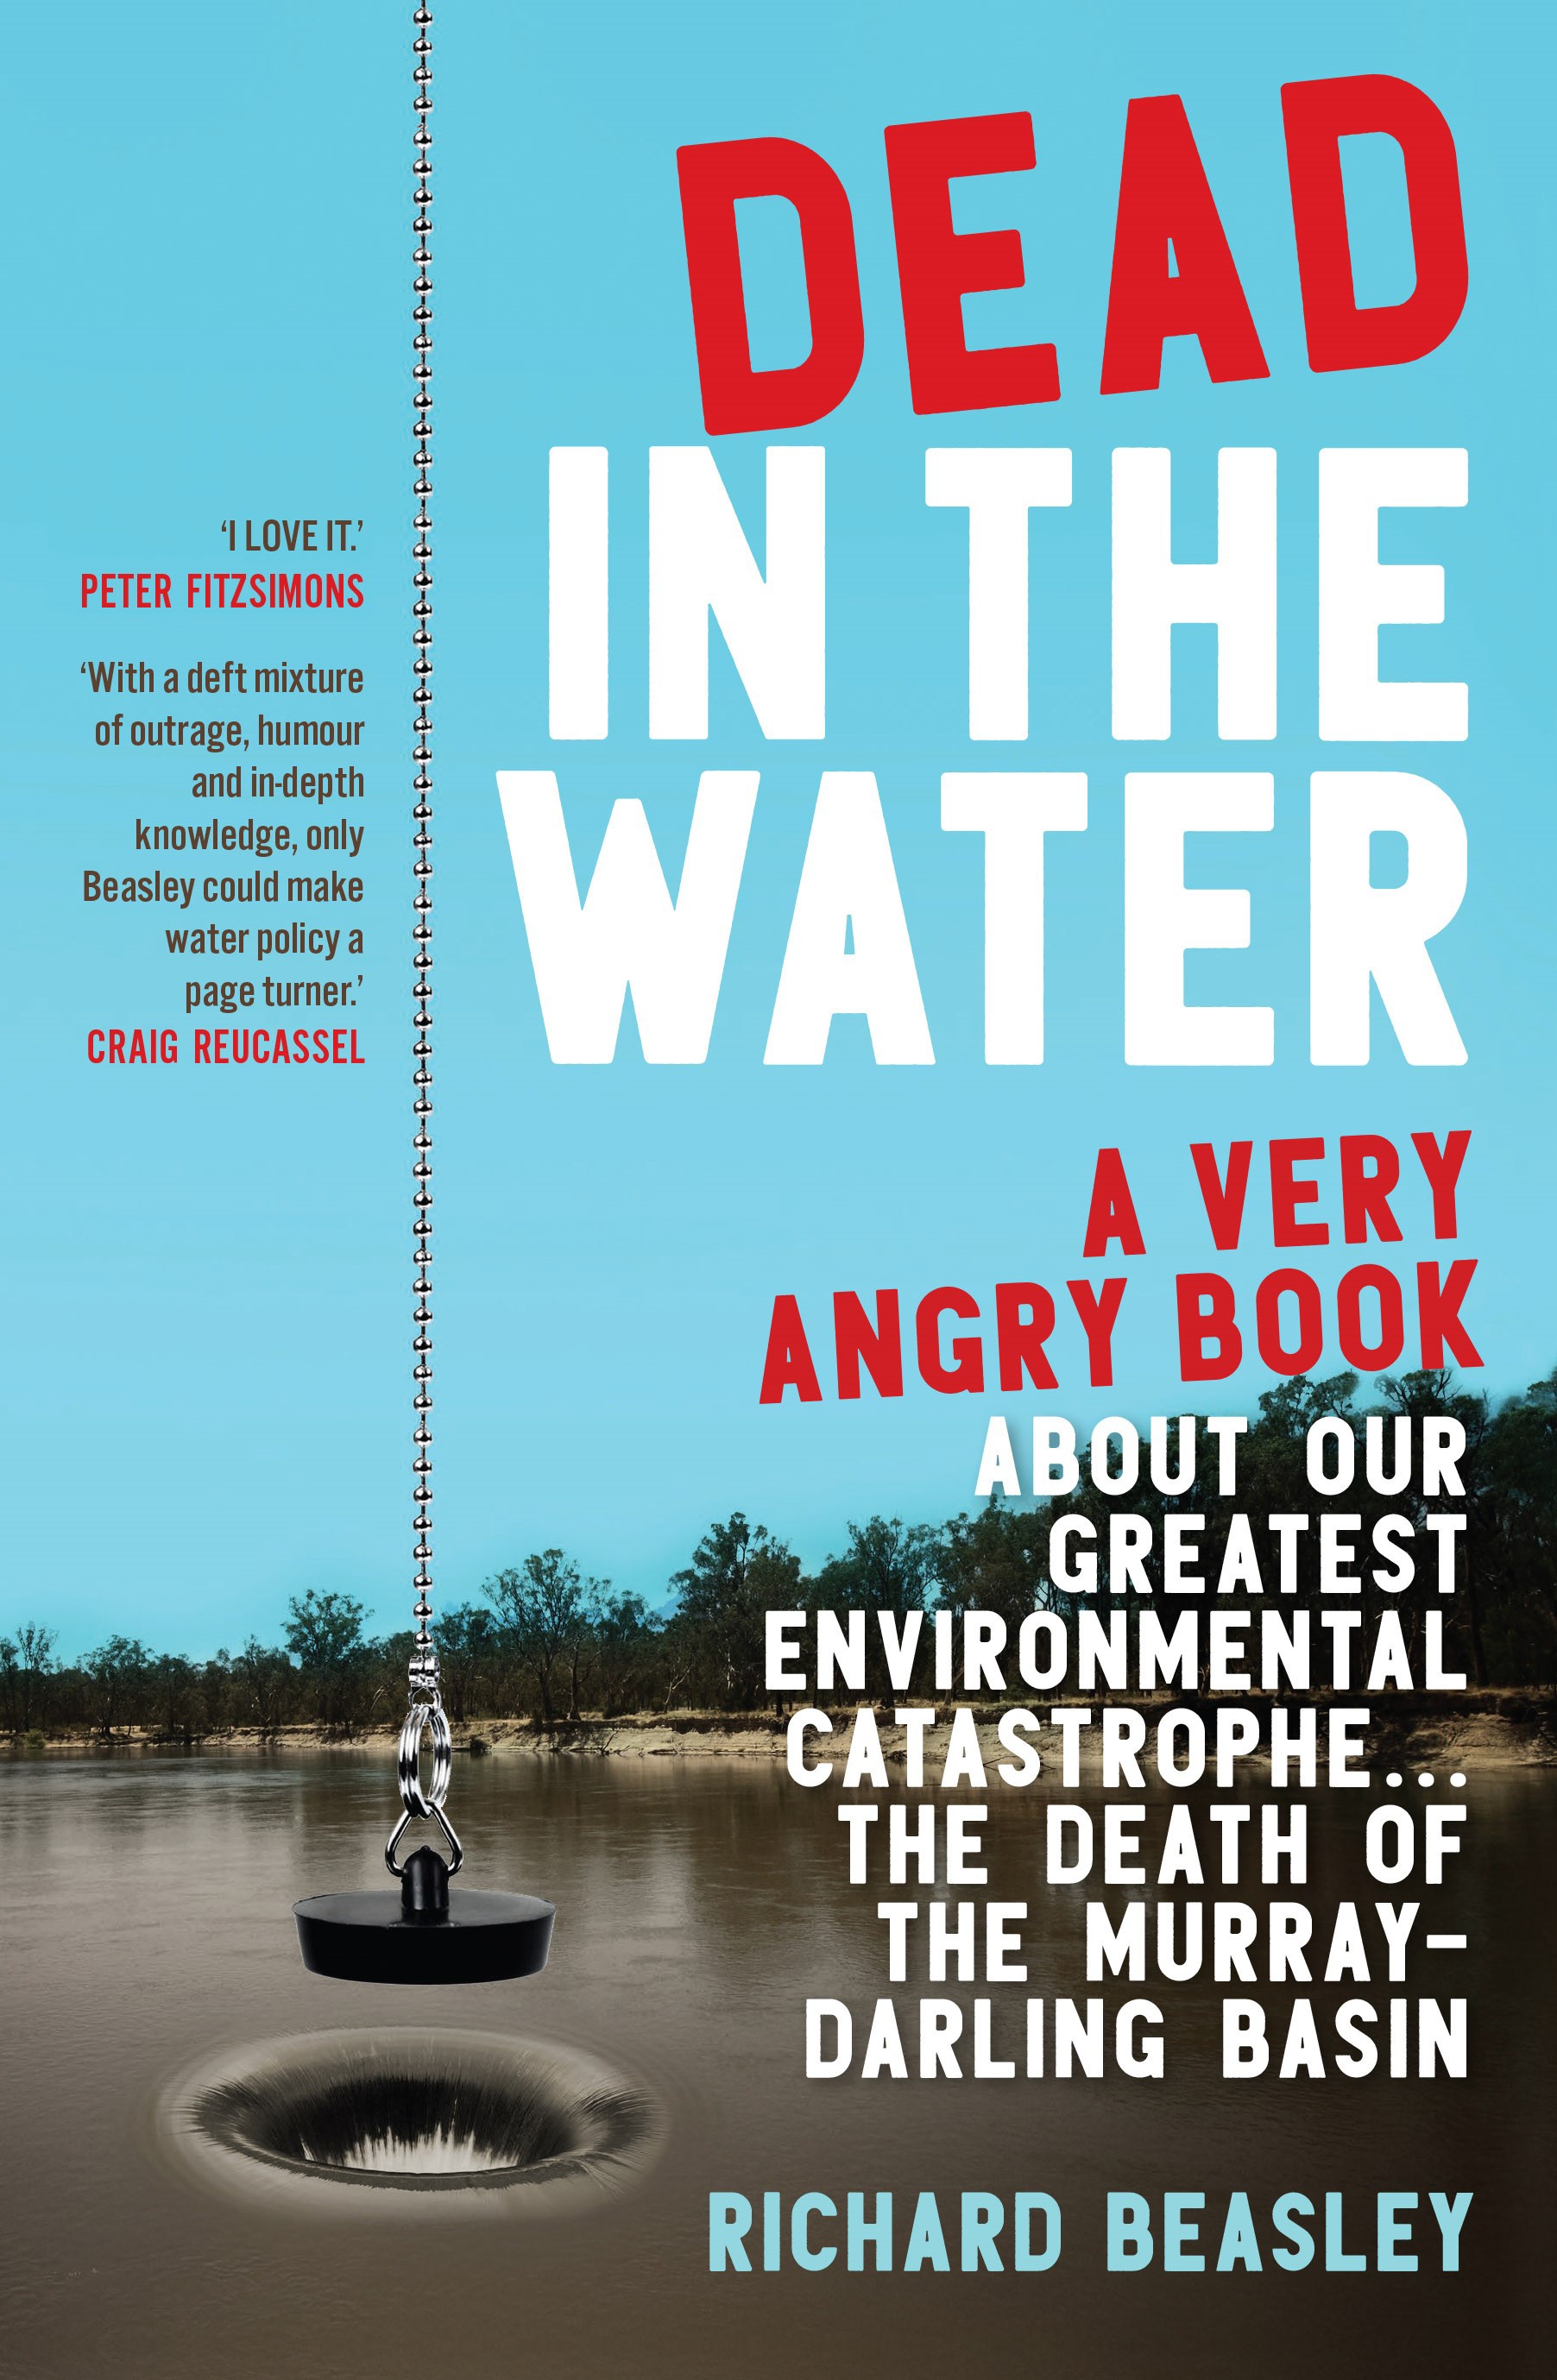 DEAD
IN THE
WATER
‘I LOVE IT.’
PETER FITZSIMONS
‘With a deft mixture
of outrage, humour
and in-depth
knowledge, only
Beasley could make
water policy a
page turner.’
CRAIG REUCASSEL
A VERY
ANGRY BOOK
ABOUT OUR
GREATEST
ENVIRONMENTAL
CATASTROPHE...
THE DEATH OF
THE MURRAY–
DARLING BASIN
RICHARD BEASLEY